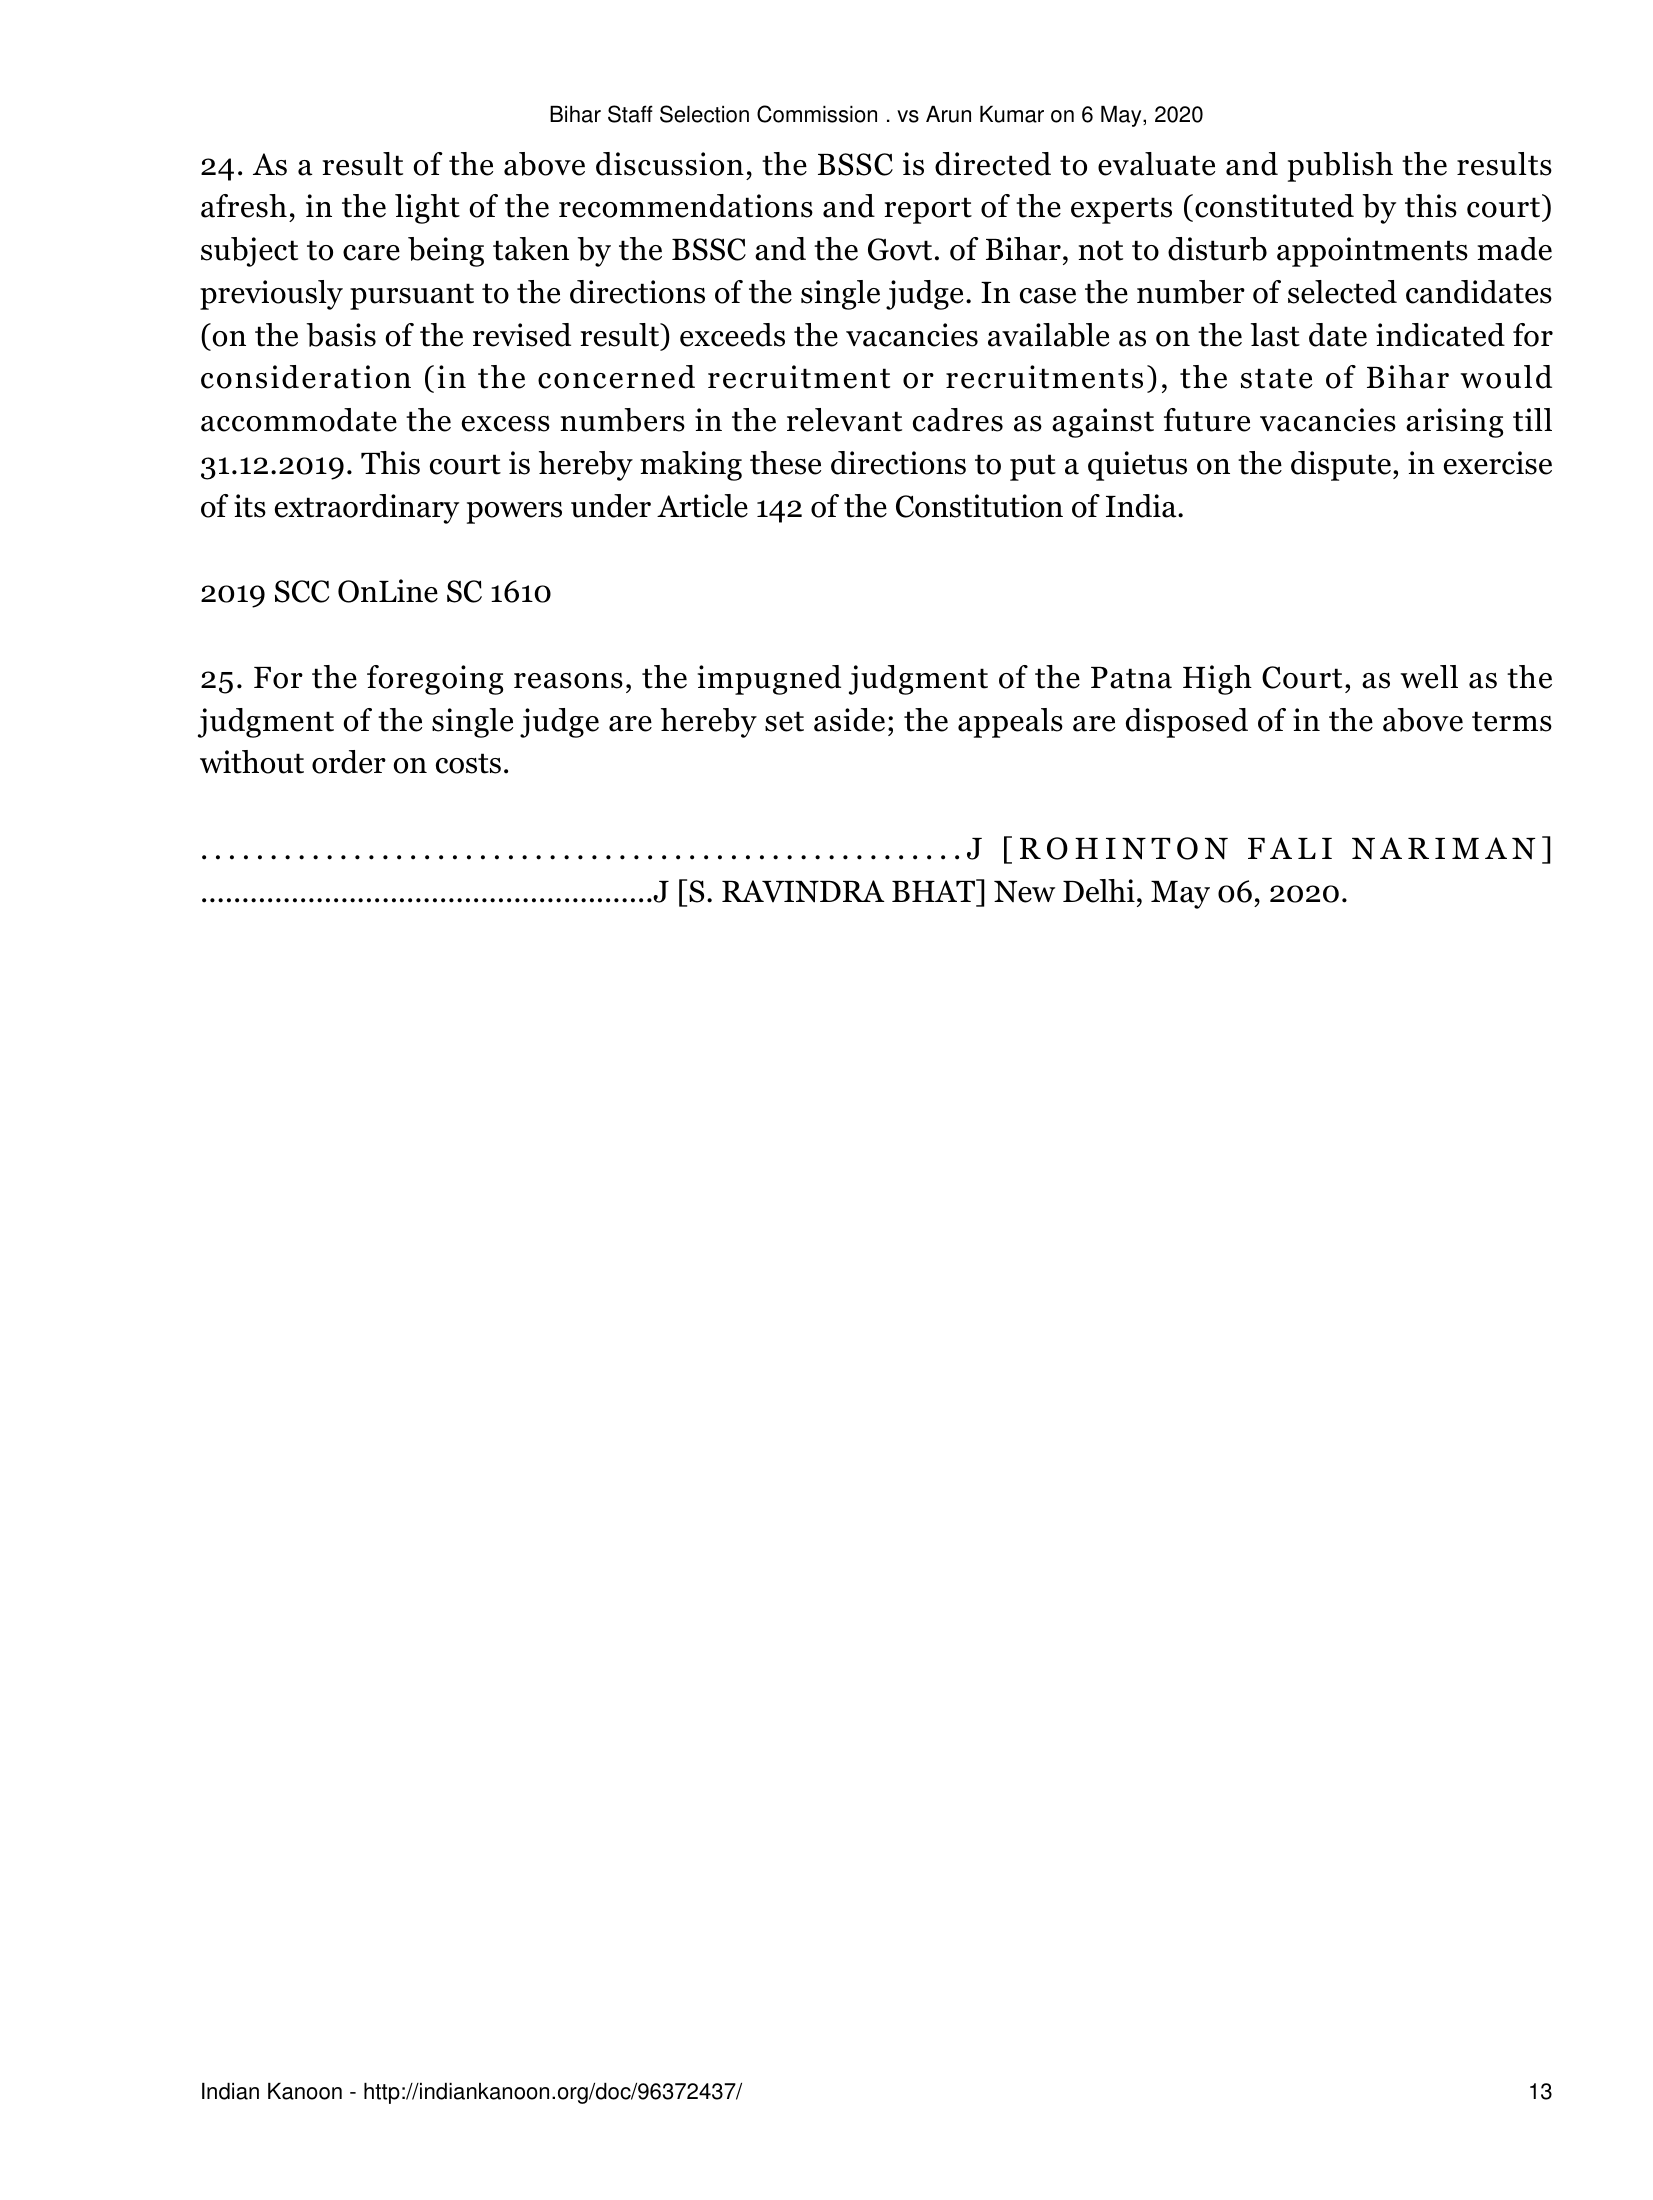 Bihar Staff Selection Commission . vs Arun Kumar on 6 May, 2020
24. As a result of the above discussion, the BSSC is directed to evaluate and publish the results
afresh, in the light of the recommendations and report of the experts (constituted by this court)
subject to care being taken by the BSSC and the Govt. of Bihar, not to disturb appointments made
previously pursuant to the directions of the single judge. In case the number of selected candidates
(on the basis of the revised result) exceeds the vacancies available as on the last date indicated for
consideration (in the concerned recruitment or recruitments), the state of Bihar would
accommodate the excess numbers in the relevant cadres as against future vacancies arising till
31.12.2019. This court is hereby making these directions to put a quietus on the dispute, in exercise
of its extraordinary powers under Article 142 of the Constitution of India.
2019 SCC OnLine SC 1610
25. For the foregoing reasons, the impugned judgment of the Patna High Court, as well as the
judgment of the single judge are hereby set aside; the appeals are disposed of in the above terms
without order on costs.
.......................................................J [ROHINTON FALI NARIMAN]
.......................................................J [S. RAVINDRA BHAT] New Delhi, May 06, 2020.
Indian Kanoon - http://indiankanoon.org/doc/96372437/ 13